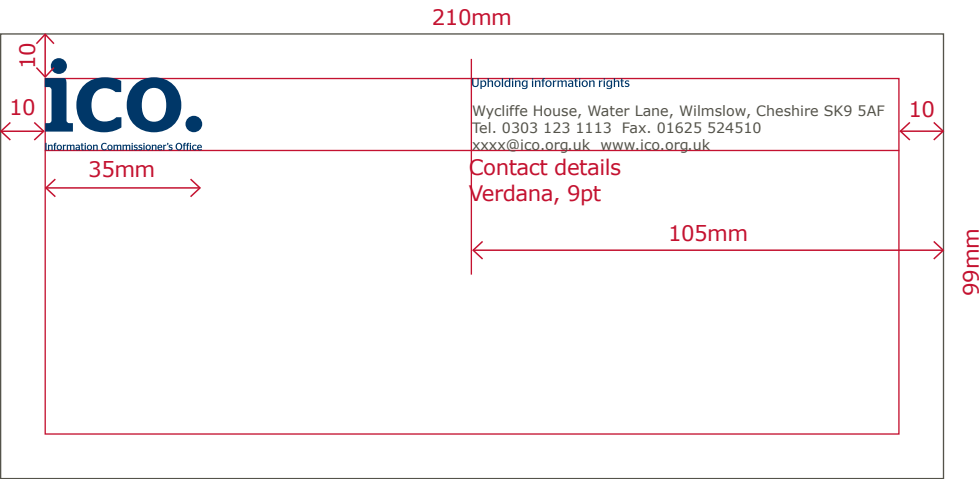 210mm
10
ico.
Information Commissioner's Office
Upholding information rights
10
Wycliffe House, Water Lane, Wilmslow, Cheshire SK9 5AF
Tel. 0303 123 1113  Fax. 01625 524510
xxxx@ico.org.uk  www.ico.org.uk
10
35mm
Contact details
Verdana, 9pt
105mm
99mm